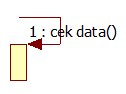 1 : cek data()